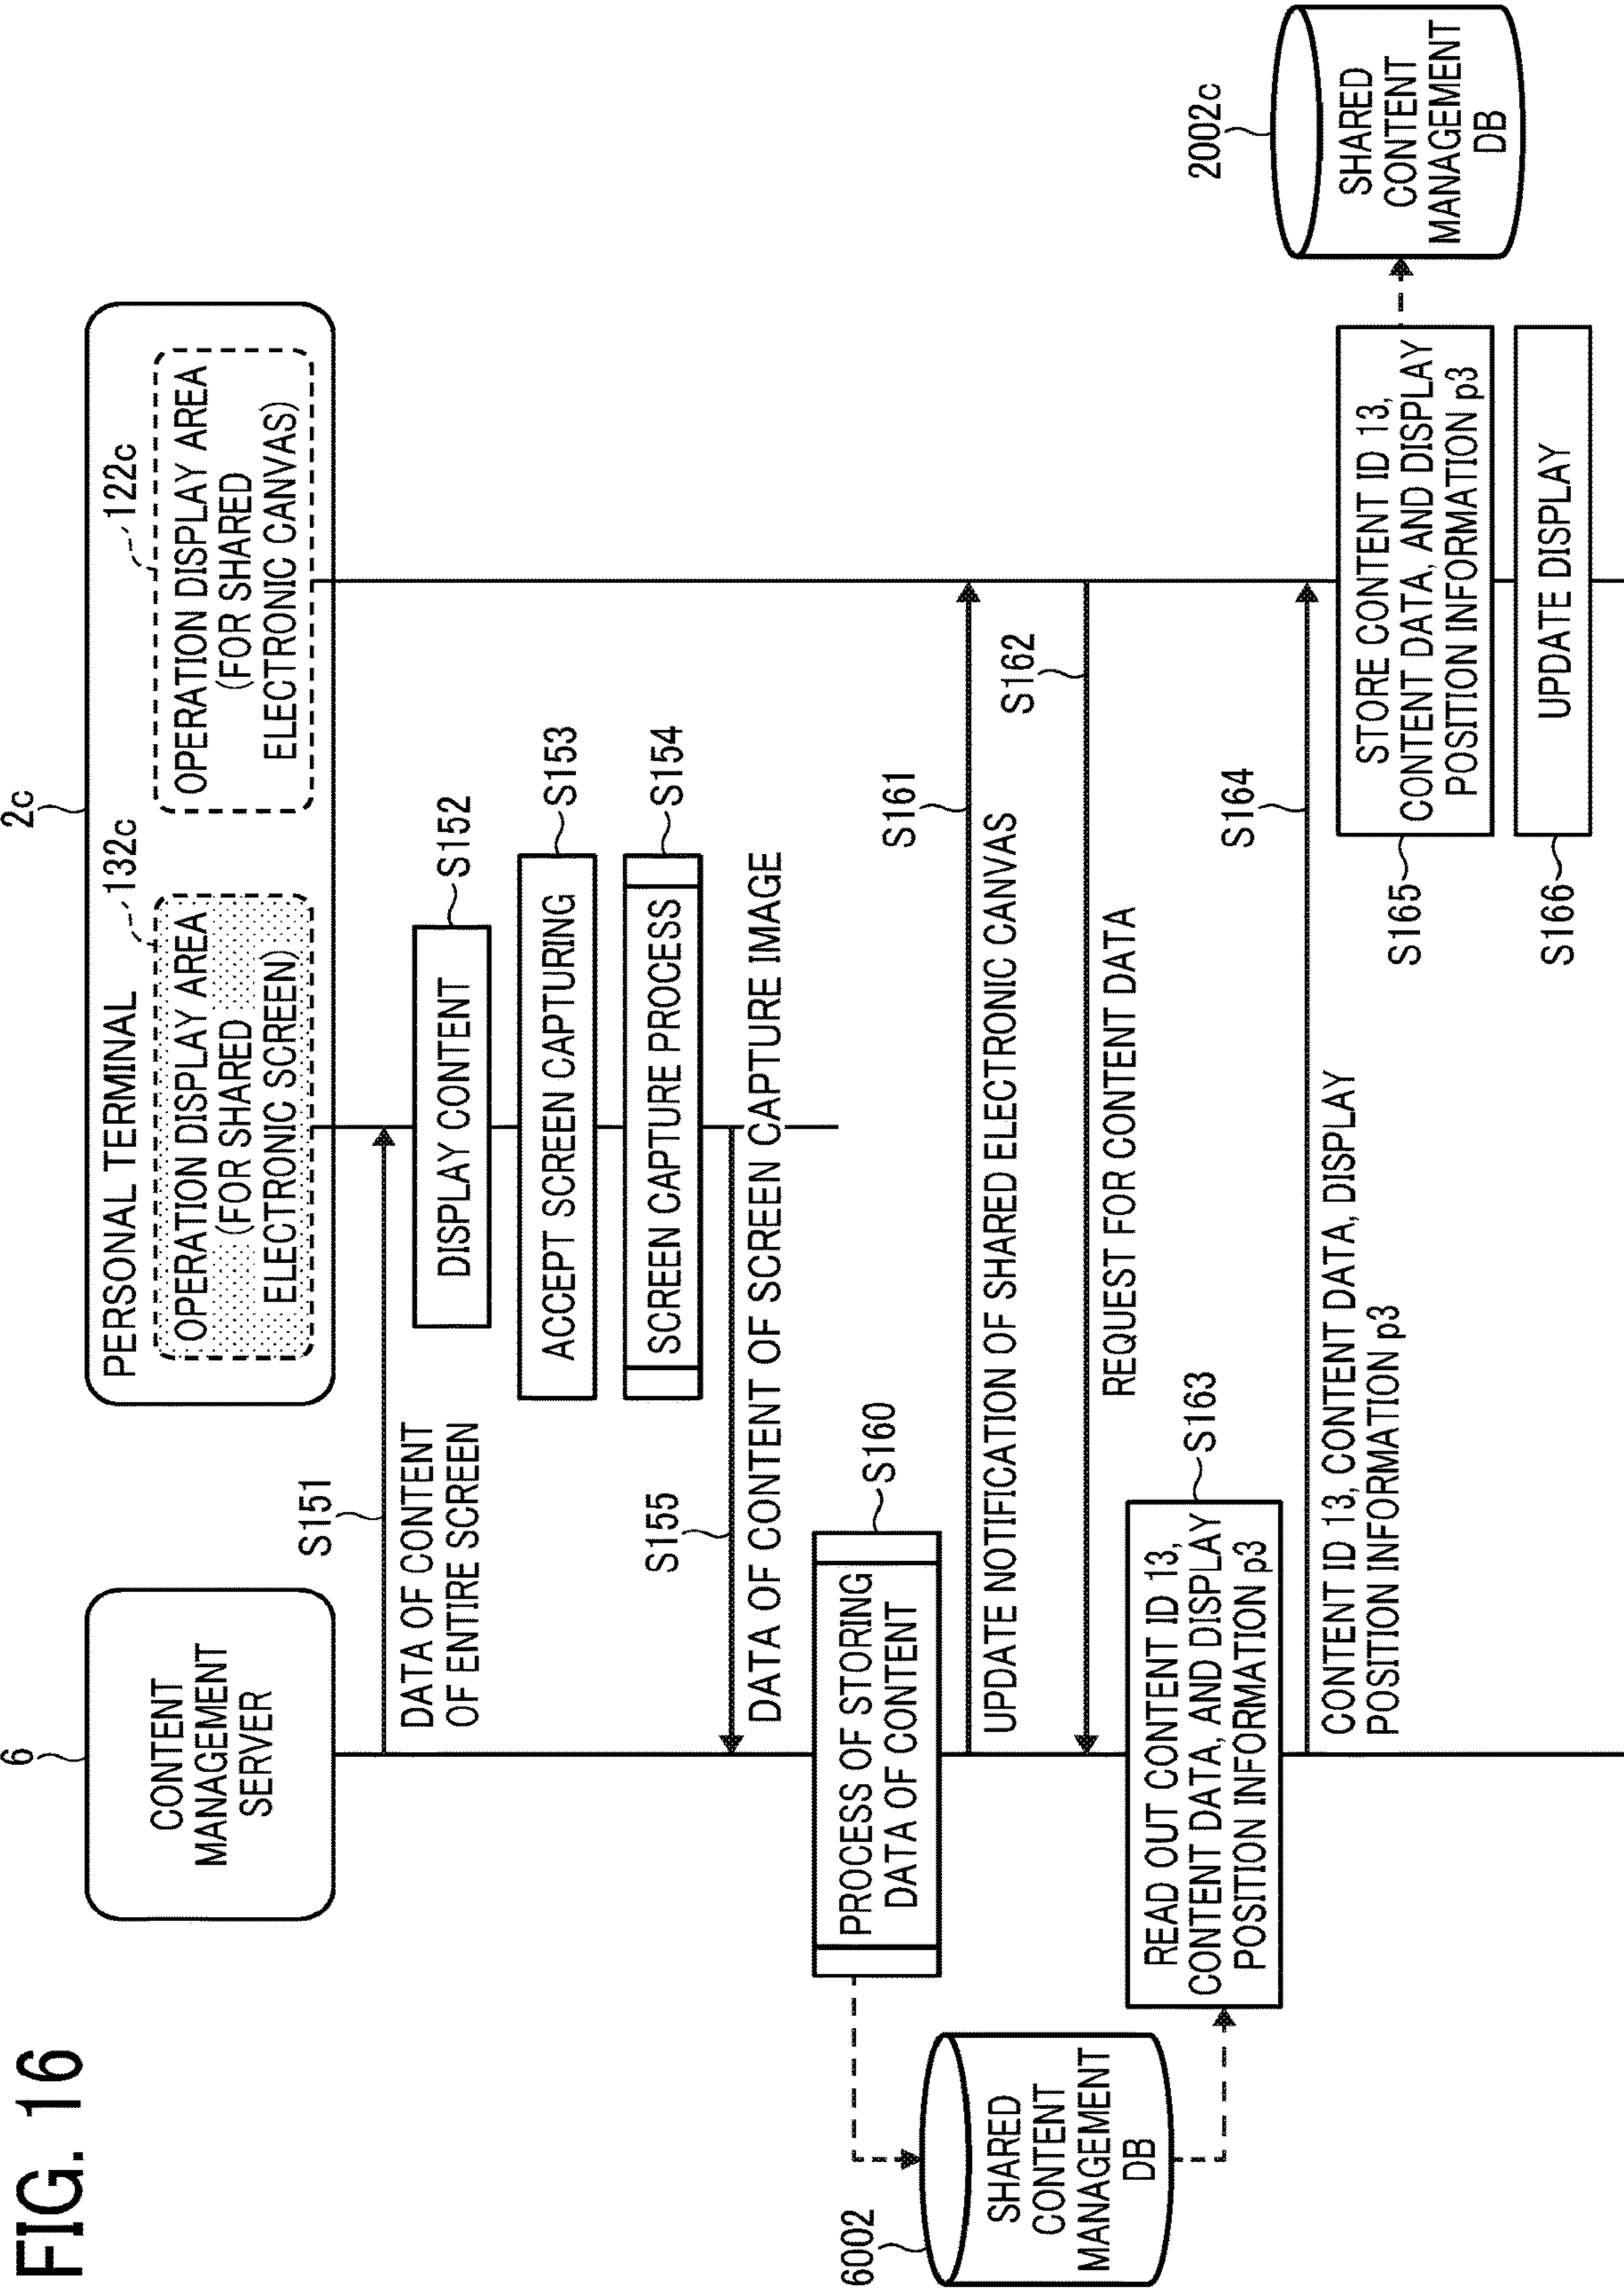 FIG. 16
6
CONTENT
MANAGEMENT
SERVER
2c
PERSONAL TERMINAL
132c
OPERATION DISPLAY AREA
(FOR SHARED
ELECTRONIC SCREEN)
122c
OPERATION DISPLAY AREA
(FOR SHARED
ELECTRONIC CANVAS)
S151
DATA OF CONTENT
OF ENTIRE SCREEN
DISPLAY CONTENT
S152
ACCEPT SCREEN CAPTURING
S153
SCREEN CAPTURE PROCESS
S154
S155
DATA OF CONTENT OF SCREEN CAPTURE IMAGE
PROCESS OF STORING
DATA OF CONTENT
S160
6002
SHARED
CONTENT
MANAGEMENT
DB
S161
UPDATE NOTIFICATION OF SHARED ELECTRONIC CANVAS
S162
REQUEST FOR CONTENT DATA
READ OUT CONTENT ID 13,
CONTENT DATA, AND DISPLAY
POSITION INFORMATION p3
S163
S164
CONTENT ID 13, CONTENT DATA, DISPLAY
POSITION INFORMATION p3
S165
STORE CONTENT ID 13,
CONTENT DATA, AND DISPLAY
POSITION INFORMATION p3
2002c
SHARED
CONTENT
MANAGEMENT
DB
S166
UPDATE DISPLAY